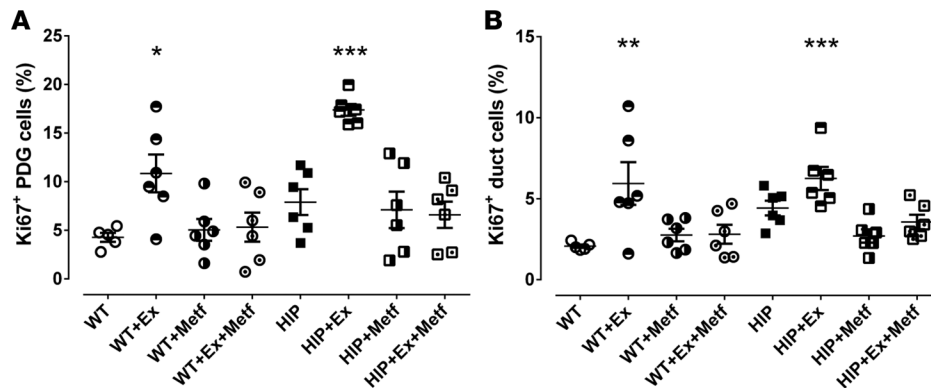 A
B
Ki67⁺ PDG cells (%)
25
20
15
10
5
0
*
***
WT
WT+Ex
WT+Metf
WT+Ex+Metf
HIP
HIP+Ex
HIP+Metf
HIP+Ex+Metf
Ki67⁺ duct cells (%)
15
10
5
0
**
***
WT
WT+Ex
WT+Metf
WT+Ex+Metf
HIP
HIP+Ex
HIP+Metf
HIP+Ex+Metf